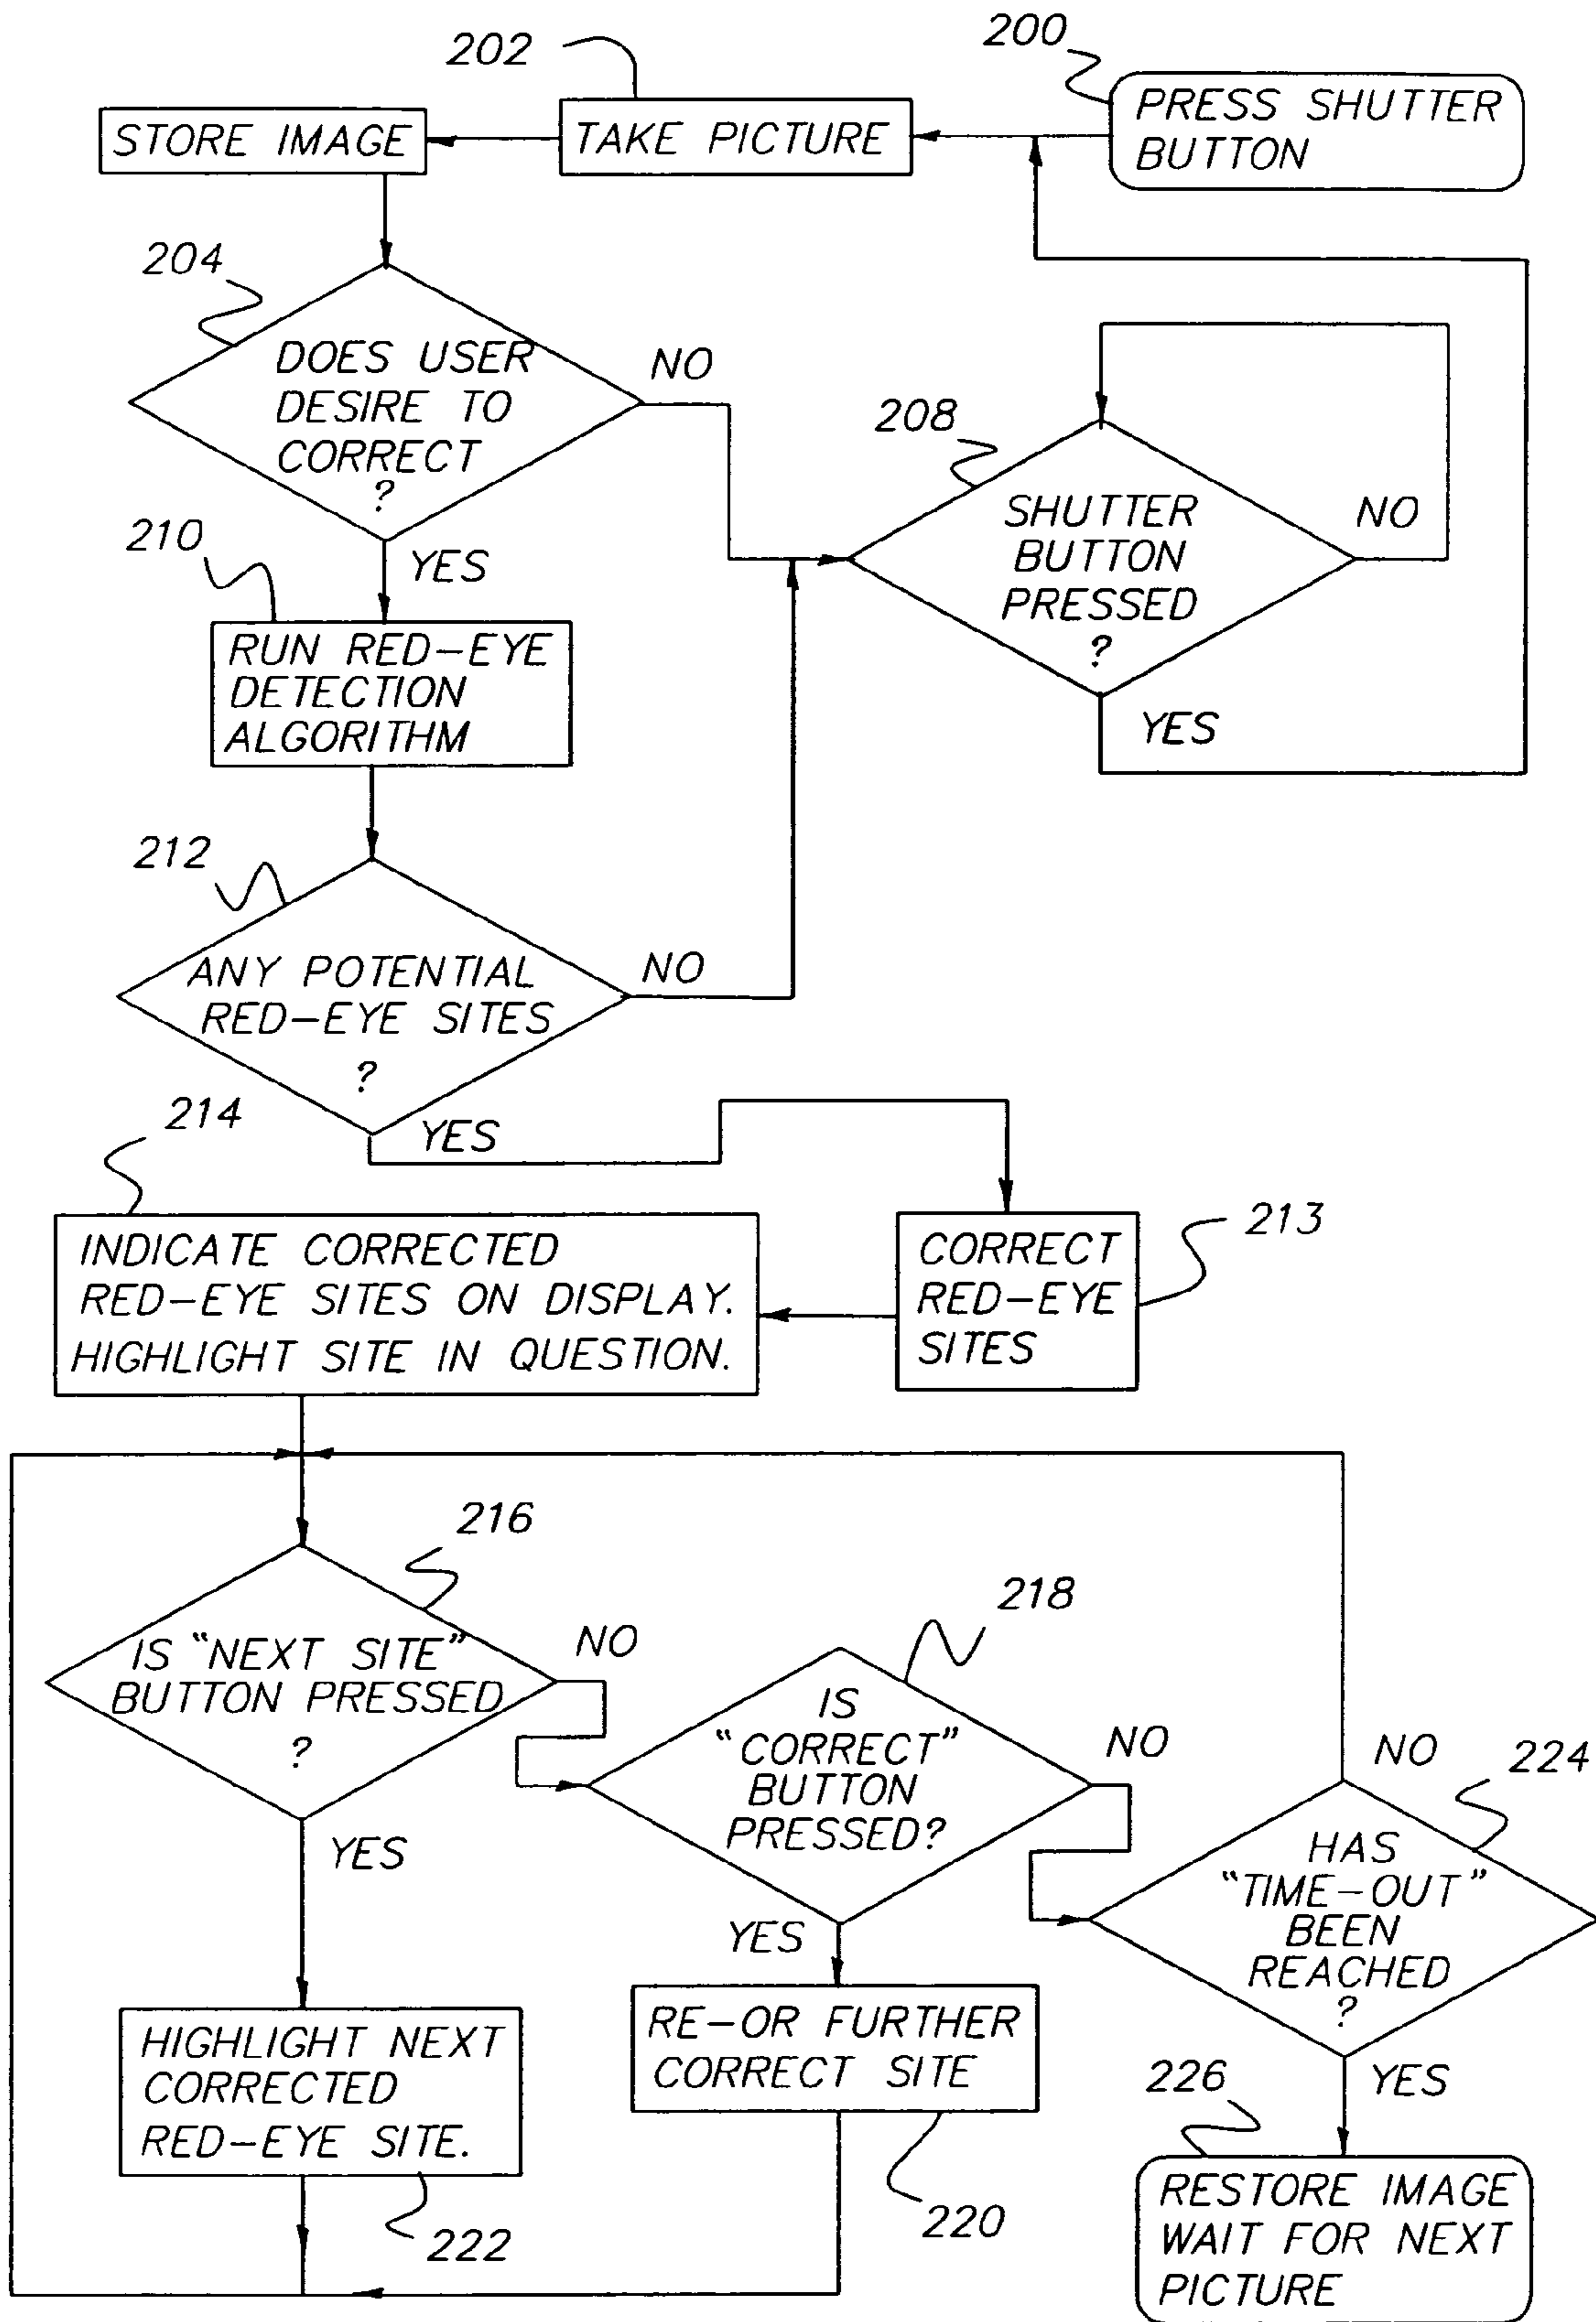 202
200
STORE IMAGE
TAKE PICTURE
PRESS SHUTTER
BUTTON
204
DOES USER
DESIRE TO
CORRECT
?
NO
YES
208
SHUTTER
BUTTON
PRESSED
?
NO
YES
210
RUN RED-EYE
DETECTION
ALGORITHM
212
ANY POTENTIAL
RED-EYE SITES
?
NO
YES
214
INDICATE CORRECTED
RED-EYE SITES ON DISPLAY.
HIGHLIGHT SITE IN QUESTION.
CORRECT
RED-EYE
SITES
213
216
IS "NEXT SITE"
BUTTON PRESSED
?
NO
YES
218
IS
"CORRECT"
BUTTON
PRESSED?
NO
YES
224
HAS
"TIME-OUT"
BEEN
REACHED
?
NO
YES
HIGHLIGHT NEXT
CORRECTED
RED-EYE SITE.
222
RE-OR FURTHER
CORRECT SITE
220
226
RESTORE IMAGE
WAIT FOR NEXT
PICTURE